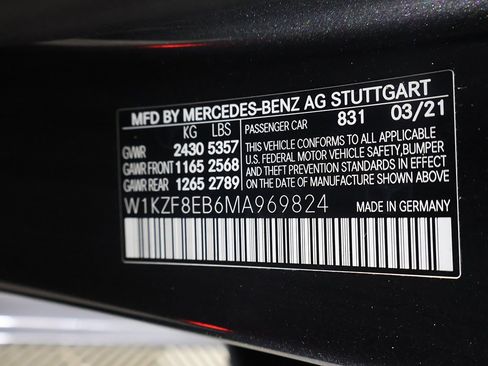 MFD BY MERCEDES-BENZ AG STUTTGART
KG LBS PASSENGER CAR 831 03/21
GVWR 2430 5357 THIS VEHICLE CONFORMS TO ALL APPLICABLE
GAWR FRONT 1165 2568 U.S. FEDERAL MOTOR VEHICLE SAFETY, BUMPER
GAWR REAR 1265 2789 AND THEFT PREVENTION STANDARDS IN EFFECT
ON THE DATE OF MANUFACTURE SHOWN ABOVE
W1KZF8EB6MA969824 MADE IN GERMANY